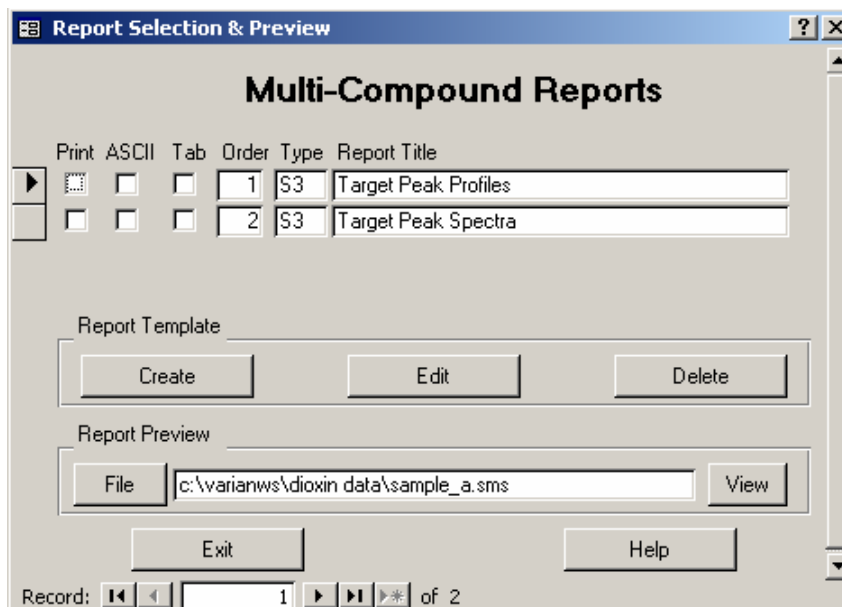 Report Selection & Preview
Multi-Compound Reports
Print ASCII Tab Order Type Report Title
1 S3 Target Peak Profiles
2 S3 Target Peak Spectra
Report Template
Create Edit Delete
Report Preview
File c:\varianws\dioxin data\sample_a.sms View
Exit Help
Record: 1 of 2